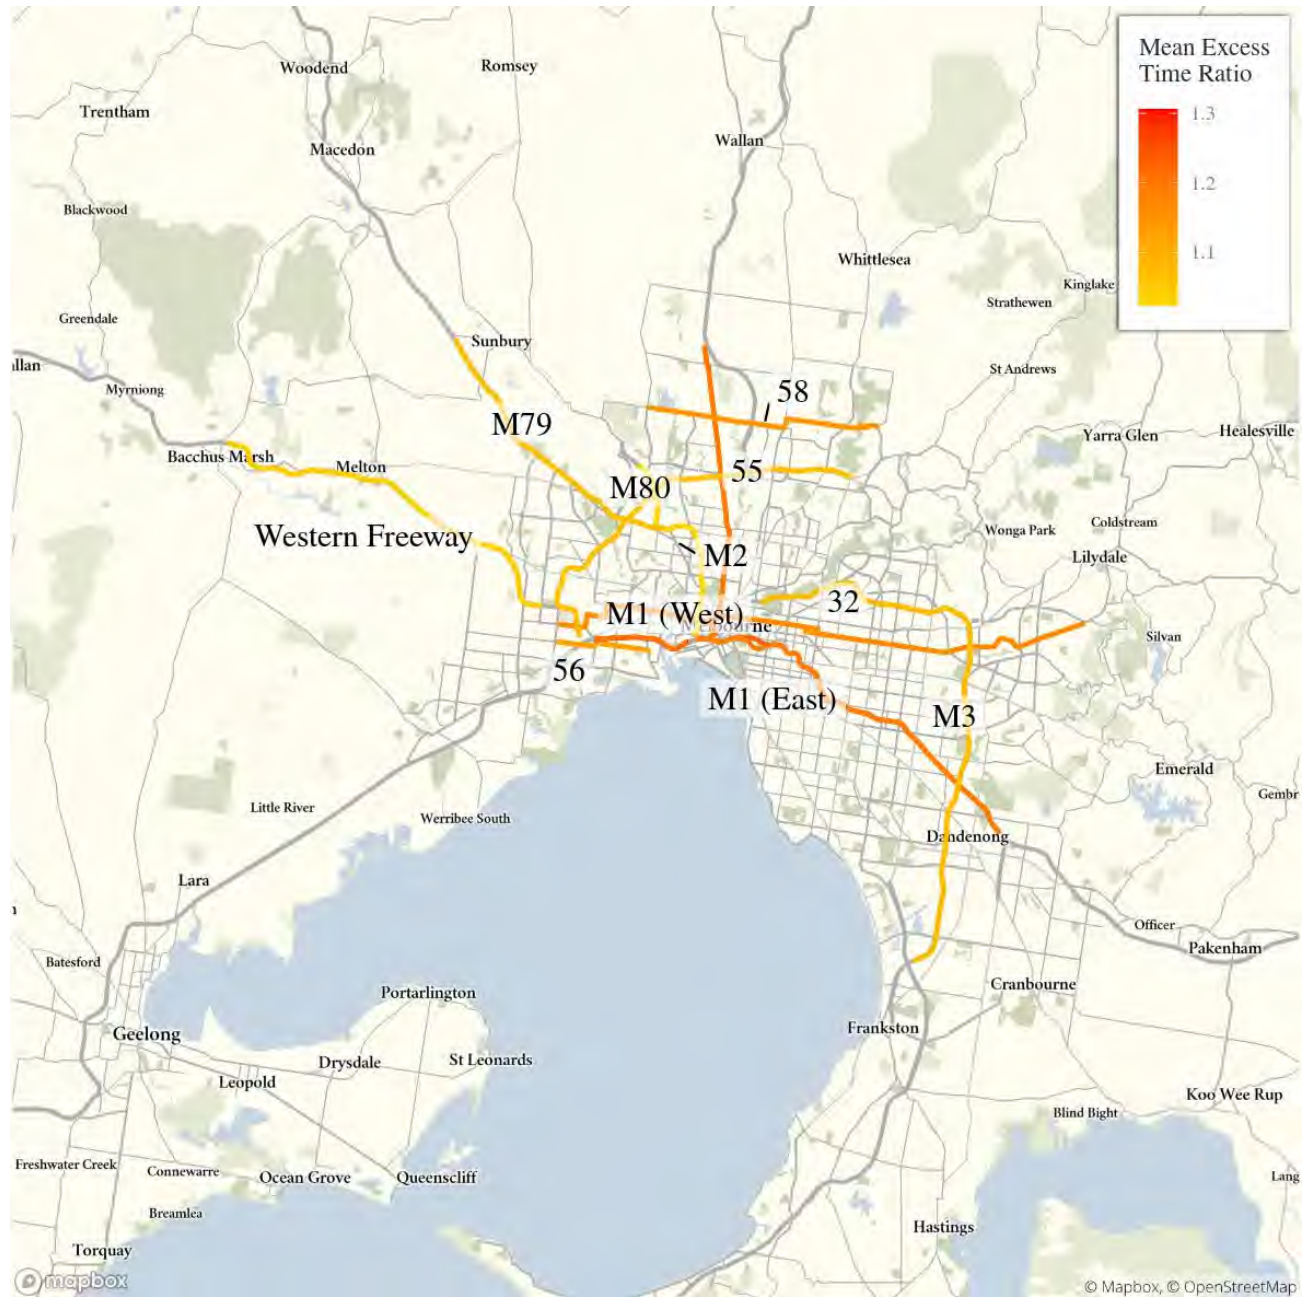 Mean Excess
Time Ratio
1.3
1.2
1.1
Woodend
Romsey
Trentham
Macedon
Wallan
Blackwood
Whittlesea
Kinglake
Strathewen
Greendale
Sunbury
allan
St Andrews
Myrniong
58
M79
Healesville
Yarra Glen
Bacchus Marsh
Melton
55
M80
Coldstream
Wonga Park
Western Freeway
M2
Lilydale
32
M1 (West)
ne
Silvan
56
M1 (East)
M3
Emerald
Gembr
Little River
Werribee South
Dandenong
Lara
Officer
Pakenham
Batesford
Cranbourne
Portarlington
Geelong
Frankston
Drysdale
St Leonards
Leopold
Koo Wee Rup
Blind Bight
Freshwater Creek
Connewarre
Ocean Grove
Queenscliff
Lang
Breamlea
Hastings
Torquay
mapbox
© Mapbox, © OpenStreetMap